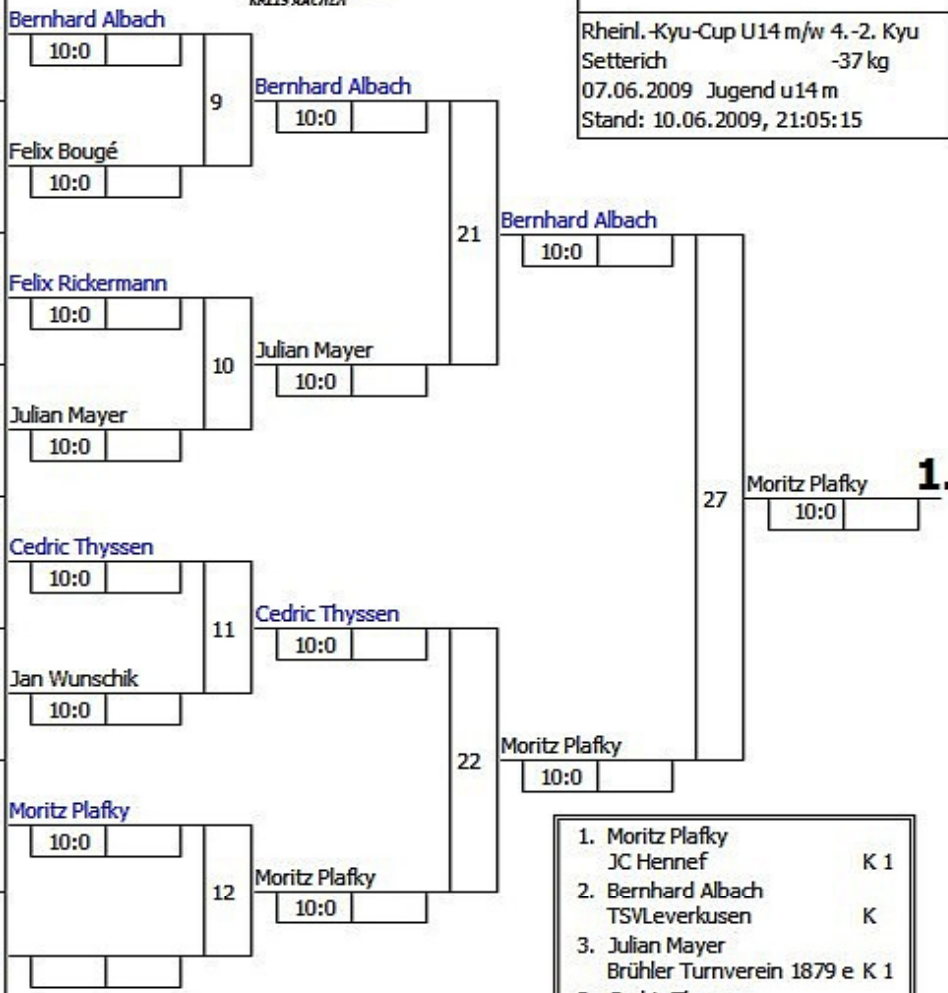 KREIS AACHEN
Bernhard Albach
10:0
9
Felix Bougé
10:0
Felix Rickermann
10:0
10
Julian Mayer
10:0
Cedric Thyssen
10:0
11
Jan Wunschik
10:0
Moritz Plafky
10:0
12
Bernhard Albach
10:0
21
Julian Mayer
10:0
Cedric Thyssen
10:0
22
Moritz Plafky
10:0
Bernhard Albach
10:0
27
Moritz Plafky
10:0
Moritz Plafky
10:0
1.
Rheinl.-Kyu-Cup U14 m/w 4.-2. Kyu
Setterich -37 kg
07.06.2009 Jugend u14 m
Stand: 10.06.2009, 21:05:15
1. Moritz Plafky
JC Hennef K 1
2. Bernhard Albach
TSVLeverkusen K
3. Julian Mayer
Brühler Turnverein 1879 e K 1